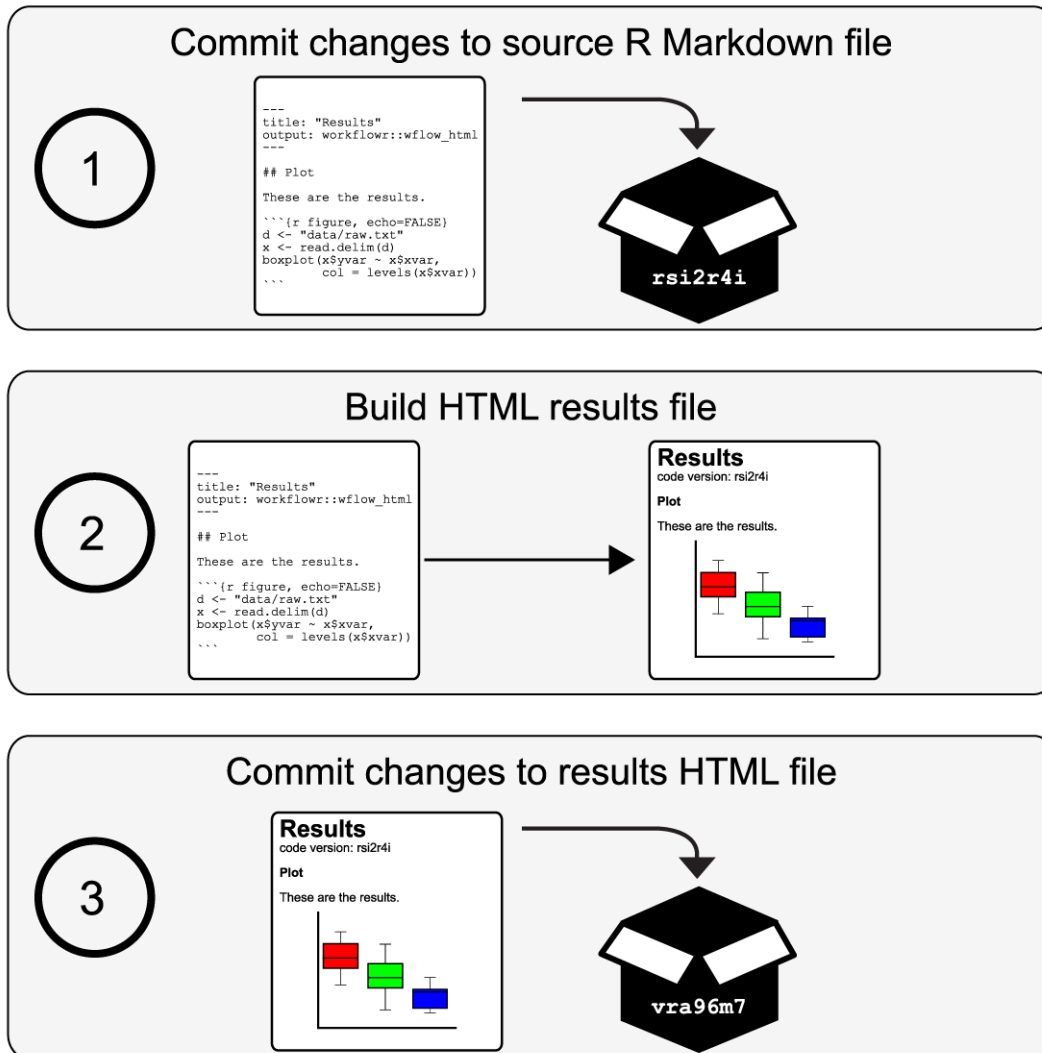 Commit changes to source R Markdown file
1
---
title: "Results"
output: workflowr::wflow_html
---
## Plot
These are the results.
```{r figure, echo=FALSE}
d <- "data/raw.txt"
x <- read.delim(d)
boxplot(x$yvar ~ x$xvar,
        col = levels(x$xvar))
```
rsi2r4i
Build HTML results file
2
---
title: "Results"
output: workflowr::wflow_html
---
## Plot
These are the results.
```{r figure, echo=FALSE}
d <- "data/raw.txt"
x <- read.delim(d)
boxplot(x$yvar ~ x$xvar,
        col = levels(x$xvar))
```
Results
code version: rsi2r4i
Plot
These are the results.
Commit changes to results HTML file
3
Results
code version: rsi2r4i
Plot
These are the results.
vra96m7